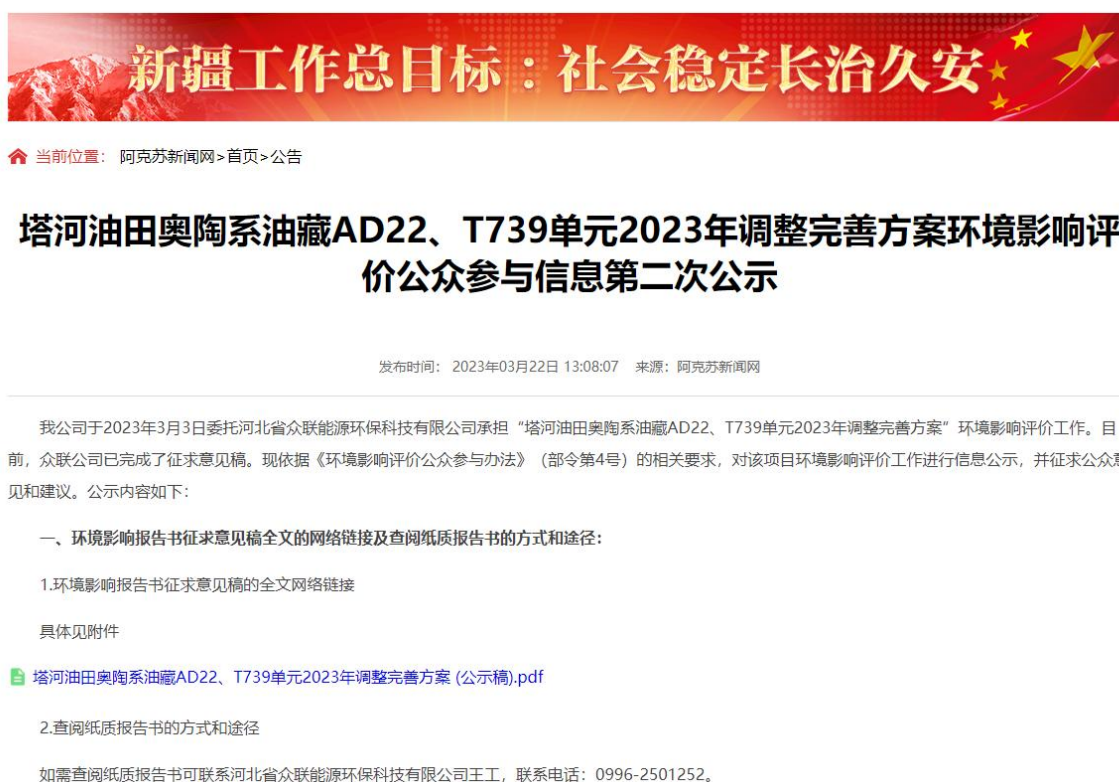 新疆工作总目标：社会稳定长治久安
当前位置： 阿克苏新闻网>首页>公告
塔河油田奥陶系油藏AD22、T739单元2023年调整完善方案环境影响评
价公众参与信息第二次公示
发布时间： 2023年03月22日 13:08:07 来源：阿克苏新闻网
我公司于2023年3月3日委托河北省众联能源环保科技有限公司承担“塔河油田奥陶系油藏AD22、T739单元2023年调整完善方案”环境影响评价工作。目
前，众联公司已完成了征求意见稿。现依据《环境影响评价公众参与办法》（部令第4号）的相关要求，对该项目环境影响评价工作进行信息公示，并征求公众意
见和建议。公示内容如下：
一、环境影响报告书征求意见稿全文的网络链接及查阅纸质报告书的方式和途径：
1.环境影响报告书征求意见稿的全文网络链接
具体见附件
塔河油田奥陶系油藏AD22、T739单元2023年调整完善方案 (公示稿).pdf
2.查阅纸质报告书的方式和途径
如需查阅纸质报告书可联系河北省众联能源环保科技有限公司王工，联系电话：0996-2501252。